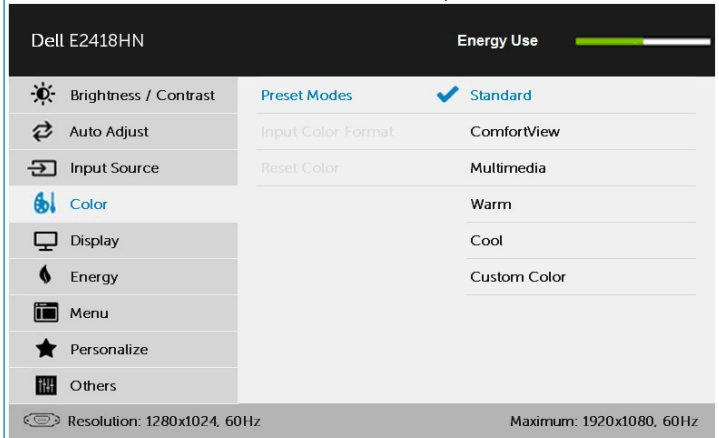 Dell E2418HN
Energy Use
Brightness / Contrast
Preset Modes
Standard
Auto Adjust
Input Color Format
ComfortView
Input Source
Reset Color
Multimedia
Color
Warm
Display
Cool
Energy
Custom Color
Menu
Personalize
Others
Resolution: 1280x1024, 60Hz
Maximum: 1920x1080, 60Hz